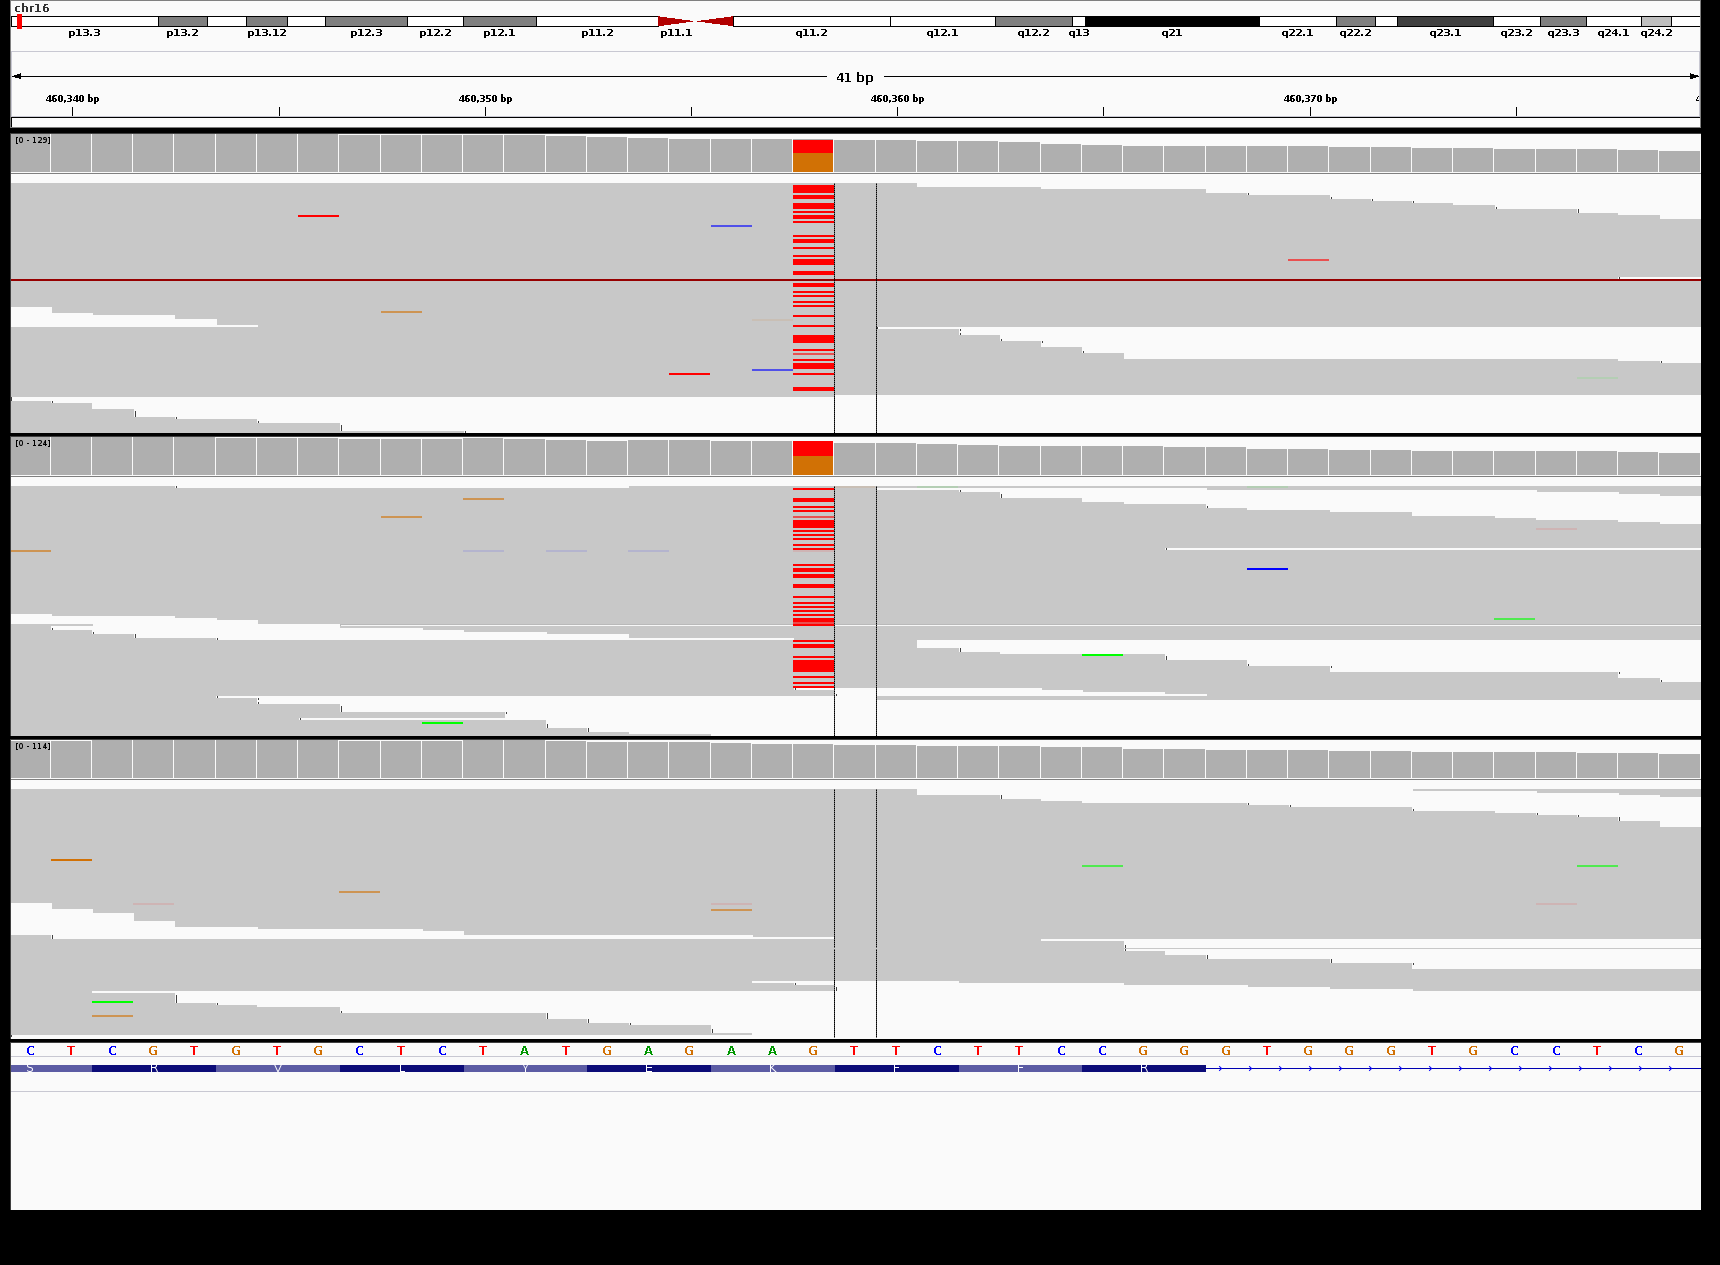 chr16
p13.3 p13.2 p13.12 p12.3 p12.2 p12.1 p11.2 p11.1 q11.2 q12.1 q12.2 q13 q21 q22.1 q22.2 q23.1 q23.2 q23.3 q24.1 q24.2
41 bp
460,340 bp 460,350 bp 460,360 bp 460,370 bp
[0 - 129]
[0 - 124]
[0 - 114]
C T C G T G T G C T C T A T G A G A A G T T C T T C C G G G T G G G T G C C T C G
S R V L Y E K F F R